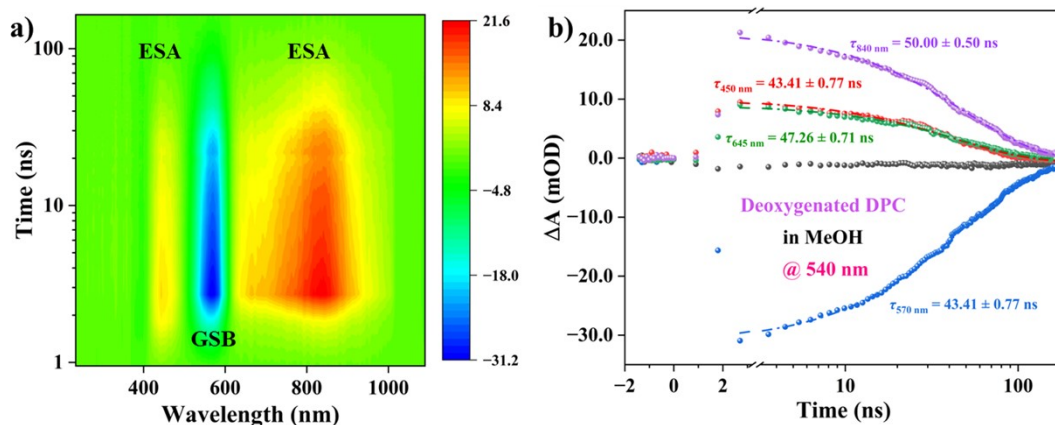 a)
ESA
ESA
GSB
100
10
1
Time (ns)
400
600
800
1000
Wavelength (nm)
21.6
8.4
−4.8
−18.0
−31.2
b)
20.0
10.0
0.0
−10.0
−20.0
−30.0
ΔA (mOD)
τ840 nm = 50.00 ± 0.50 ns
τ450 nm = 43.41 ± 0.77 ns
τ645 nm = 47.26 ± 0.71 ns
Deoxygenated DPC
in MeOH
@ 540 nm
τ570 nm = 43.41 ± 0.77 ns
−2
0
2
10
100
Time (ns)